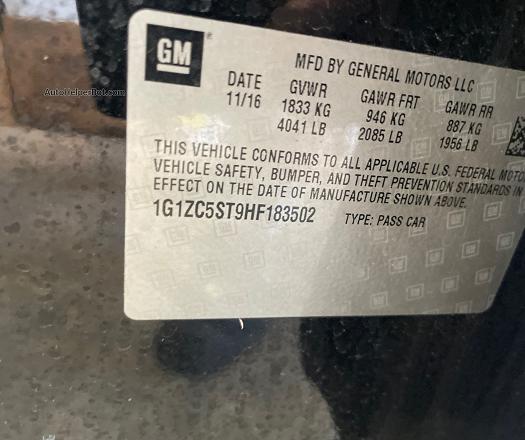 AutoHelperBot.com
GM
MFD BY GENERAL MOTORS LLC
DATE GVWR GAWR FRT GAWR RR
11/16 1833 KG 946 KG 887 KG
4041 LB 2085 LB 1956 LB
THIS VEHICLE CONFORMS TO ALL APPLICABLE U.S. FEDERAL MOTO
VEHICLE SAFETY, BUMPER, AND THEFT PREVENTION STANDARDS IN
EFFECT ON THE DATE OF MANUFACTURE SHOWN ABOVE.
1G1ZC5ST9HF183502 TYPE: PASS CAR